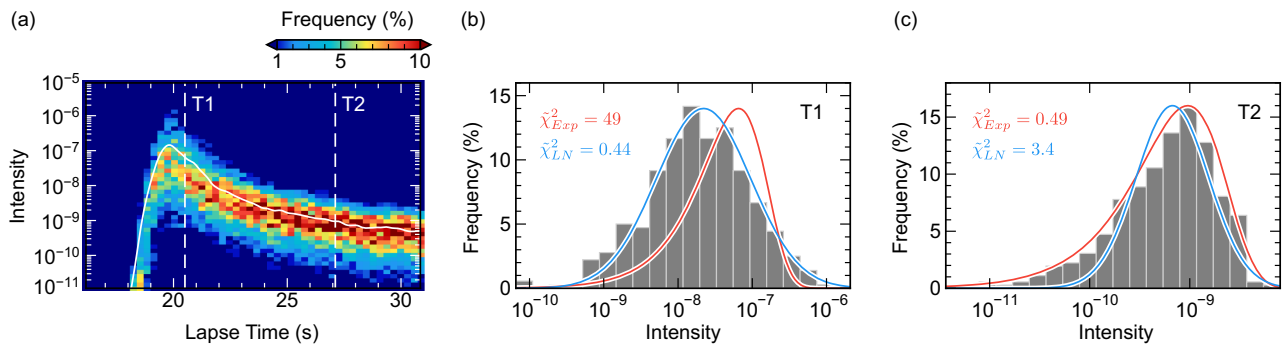 (a)
Frequency (%)
1 5 10
10⁻⁵
10⁻⁶
10⁻⁷
10⁻⁸
10⁻⁹
10⁻¹⁰
10⁻¹¹
Intensity
T1
T2
20 25 30
Lapse Time (s)
(b)
T1
χ̃²_Exp = 49
χ̃²_LN = 0.44
Frequency (%)
15
10
5
0
10⁻¹⁰ 10⁻⁹ 10⁻⁸ 10⁻⁷ 10⁻⁶
Intensity
(c)
T2
χ̃²_Exp = 0.49
χ̃²_LN = 3.4
Frequency (%)
15
10
5
0
10⁻¹¹ 10⁻¹⁰ 10⁻⁹
Intensity